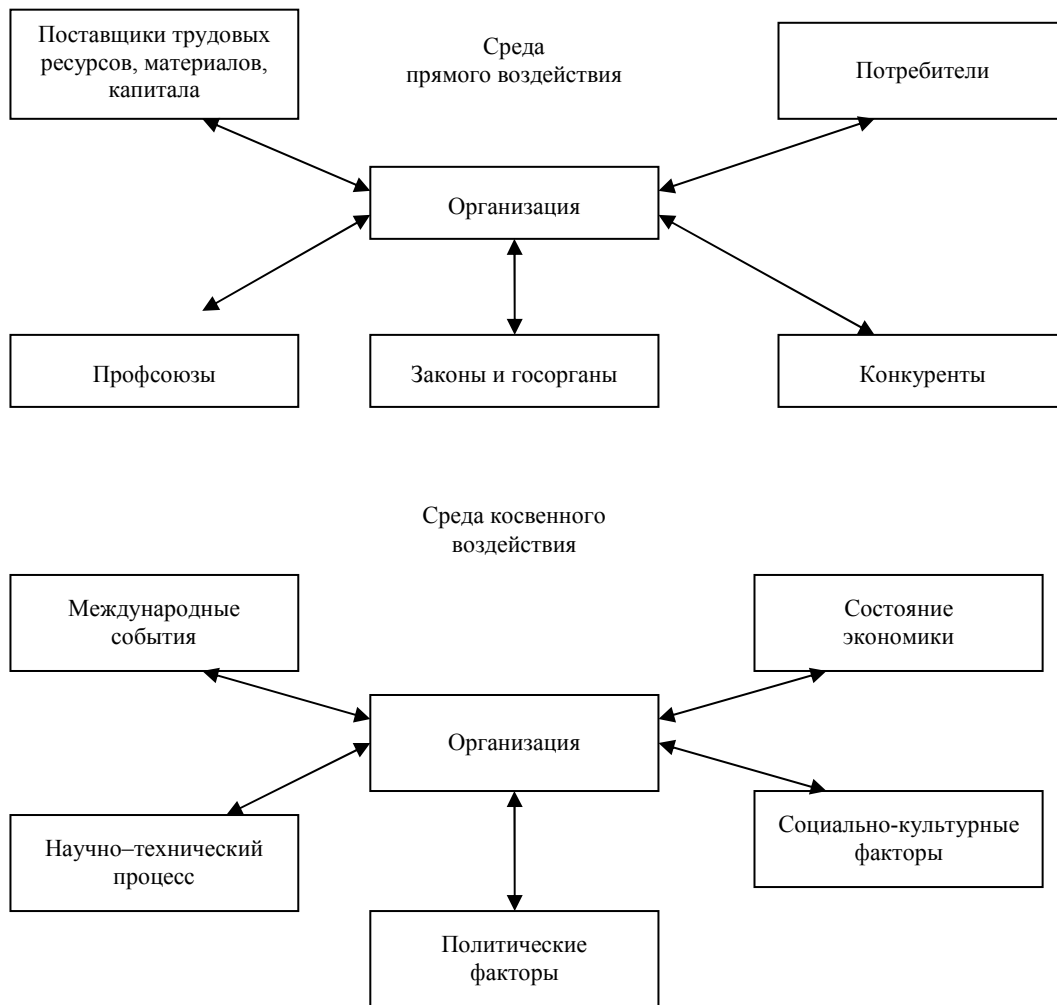 Поставщики трудовых
ресурсов, материалов,
капитала
Среда
прямого воздействия
Потребители
Организация
Профсоюзы
Законы и госорганы
Конкуренты
Среда косвенного
воздействия
Международные
события
Состояние
экономики
Организация
Научно–технический
процесс
Социально-культурные
факторы
Политические
факторы